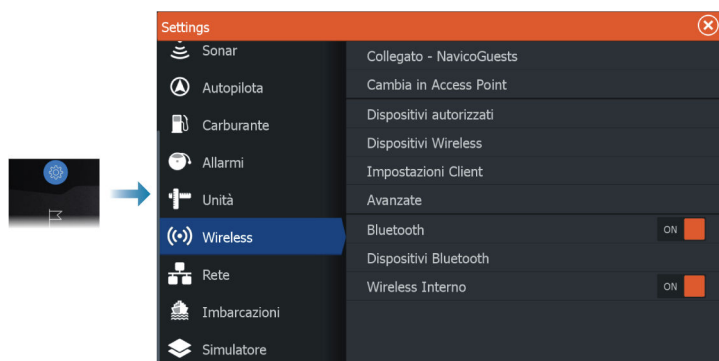 Settings
Sonar
Autopilota
Carburante
Allarmi
Unità
Wireless
Rete
Imbarcazioni
Simulatore
Collegato - NavicoGuests
Cambia in Access Point
Dispositivi autorizzati
Dispositivi Wireless
Impostazioni Client
Avanzate
Bluetooth ON
Dispositivi Bluetooth
Wireless Interno ON